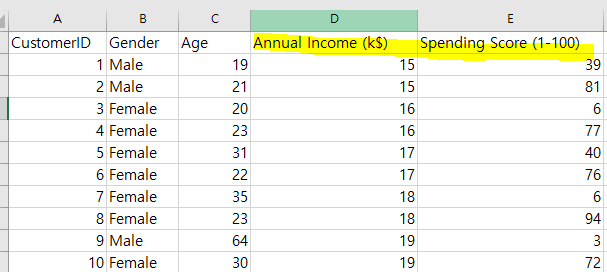 A B C D E
CustomerID Gender Age Annual Income (k$) Spending Score (1-100)
1 Male 19 15 39
2 Male 21 15 81
3 Female 20 16 6
4 Female 23 16 77
5 Female 31 17 40
6 Female 22 17 76
7 Female 35 18 6
8 Female 23 18 94
9 Male 64 19 3
10 Female 30 19 72